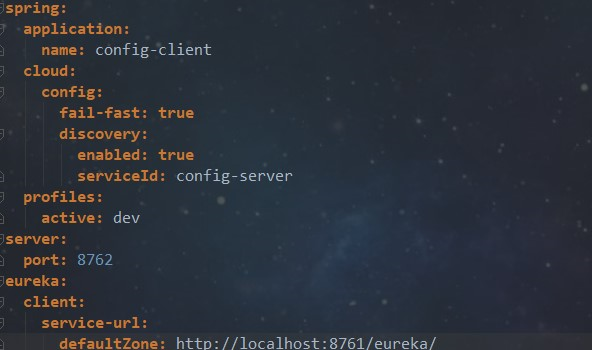 spring:
  application:
    name: config-client
  cloud:
    config:
      fail-fast: true
      discovery:
        enabled: true
        serviceId: config-server
  profiles:
    active: dev
server:
  port: 8762
eureka:
  client:
    service-url:
      defaultZone: http://localhost:8761/eureka/